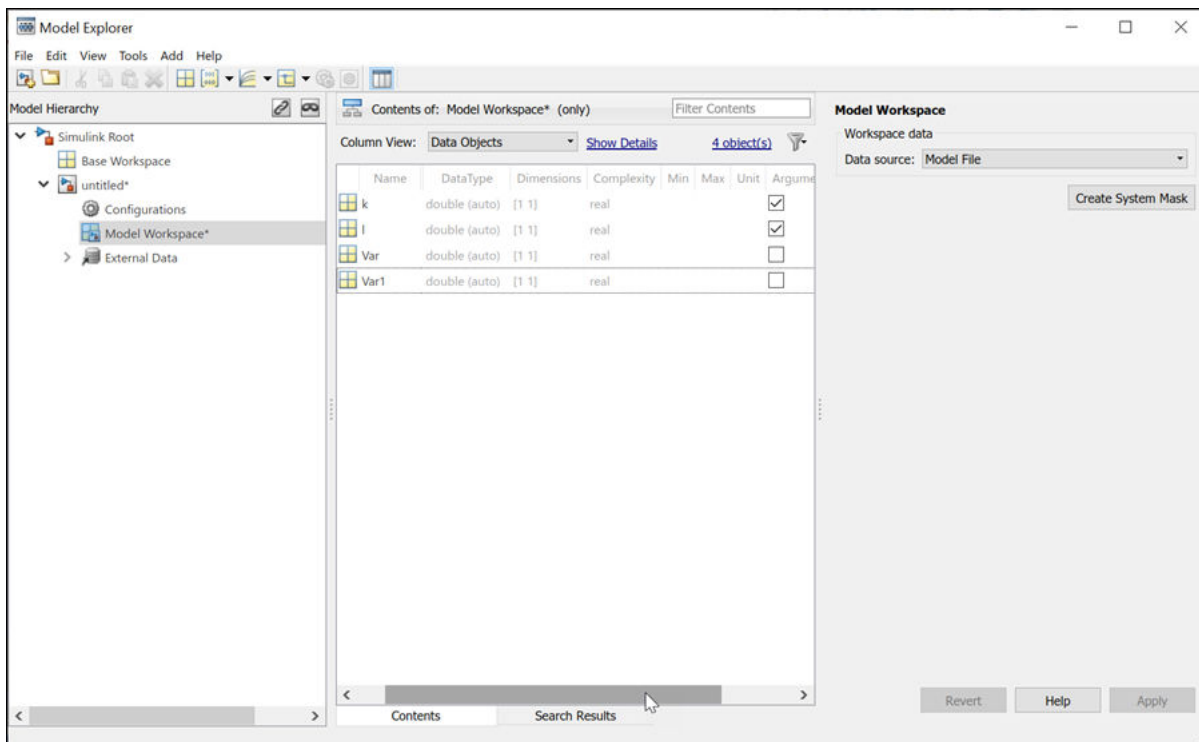 Model Explorer
File Edit View Tools Add Help
Model Hierarchy
Simulink Root
Base Workspace
untitled*
Configurations
Model Workspace*
External Data
Contents of: Model Workspace* (only)
Filter Contents
Column View: Data Objects Show Details 4 object(s)
Name DataType Dimensions Complexity Min Max Unit Argume
k double (auto) [1 1] real
l double (auto) [1 1] real
Var double (auto) [1 1] real
Var1 double (auto) [1 1] real
Contents Search Results
Model Workspace
Workspace data
Data source: Model File
Create System Mask
Revert Help Apply